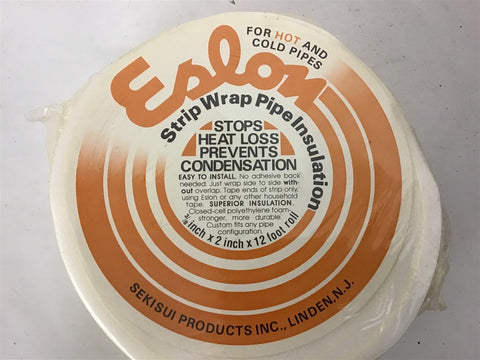 FOR HOT AND
COLD PIPES
Eslon
Strip Wrap Pipe Insulation
STOPS
HEAT LOSS
PREVENTS
CONDENSATION
EASY TO INSTALL. No adhesive back
needed. Just wrap side to side with-
out overlap. Tape ends of strip only,
using Eslon or any other household
tape. SUPERIOR INSULATION.
Closed-cell polyethylene foam-
stronger, more durable.
Custom fits any pipe
configuration.
inch x 2 inch x 12 foot roll
SEKISUI PRODUCTS INC., LINDEN, N.J.